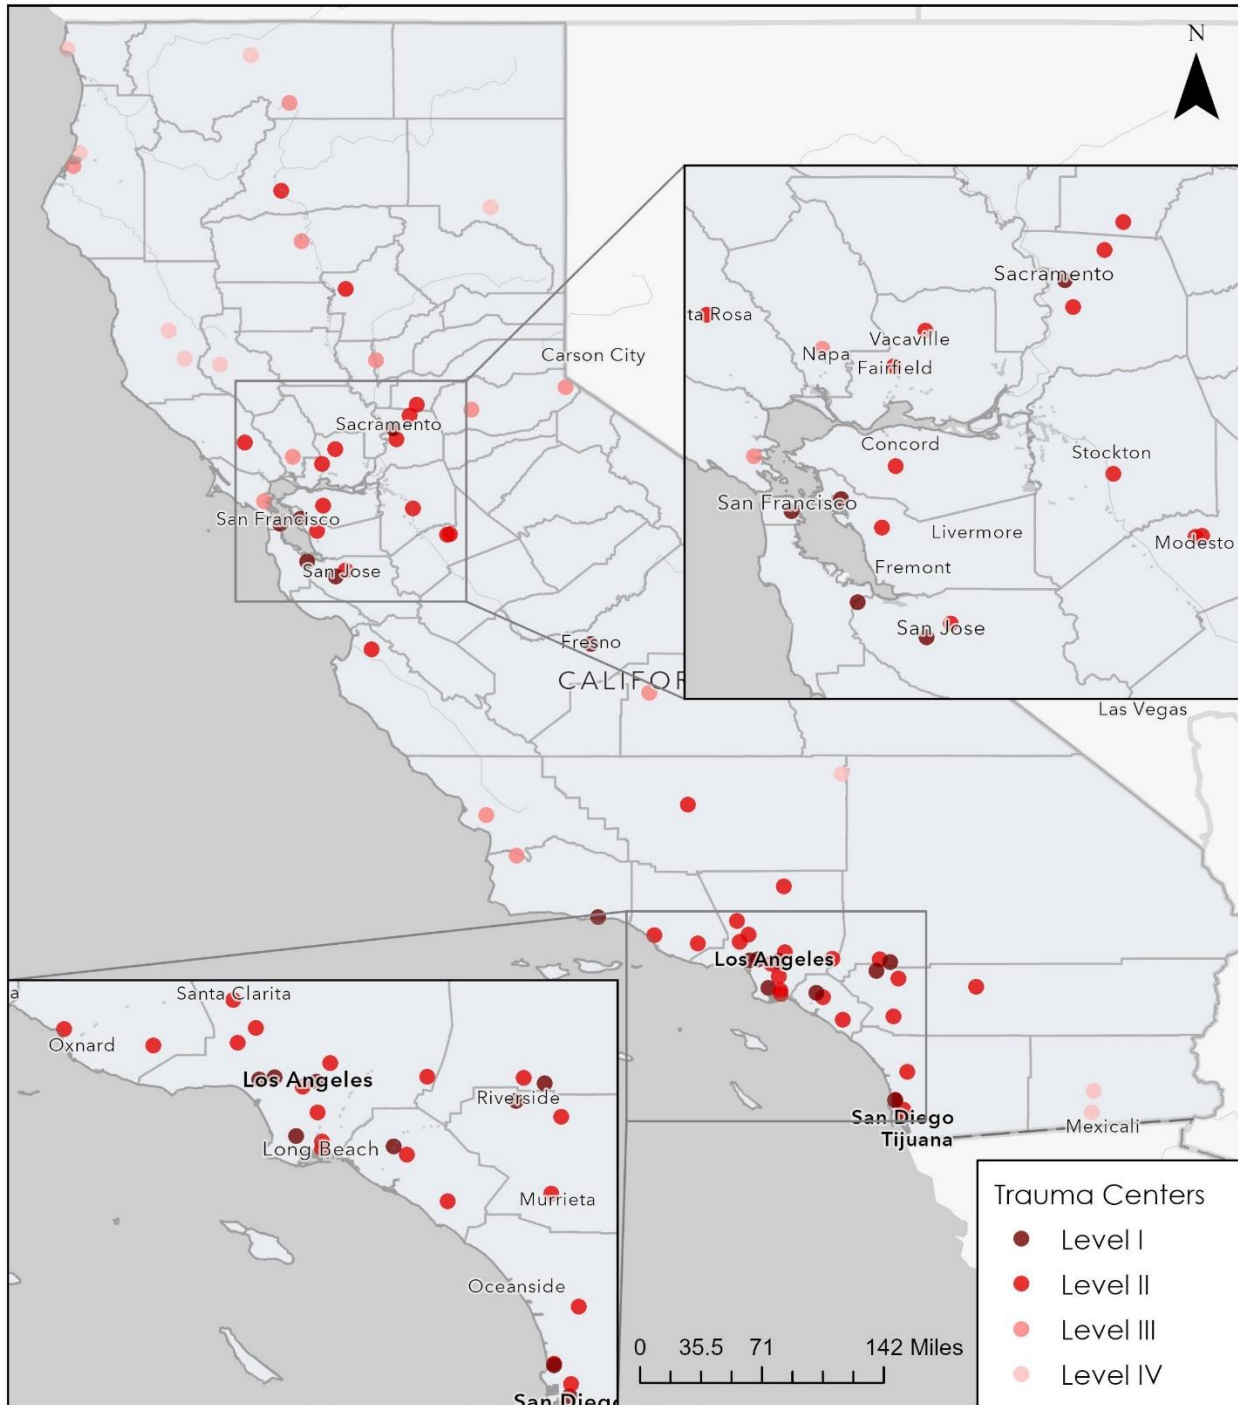 N
Carson City
Sacramento
San Francisco
San Jose
Fresno
CALIFOR
Las Vegas
Los Angeles
San Diego
Tijuana
Mexicali
Sacramento
ta Rosa
Napa
Vacaville
Fairfield
Concord
Stockton
San Francisco
Livermore
Modesto
Fremont
San Jose
a
Santa Clarita
Oxnard
Los Angeles
Riverside
Long Beach
Murrieta
Oceanside
San Diego
0 35.5 71 142 Miles
Trauma Centers
Level I
Level II
Level III
Level IV